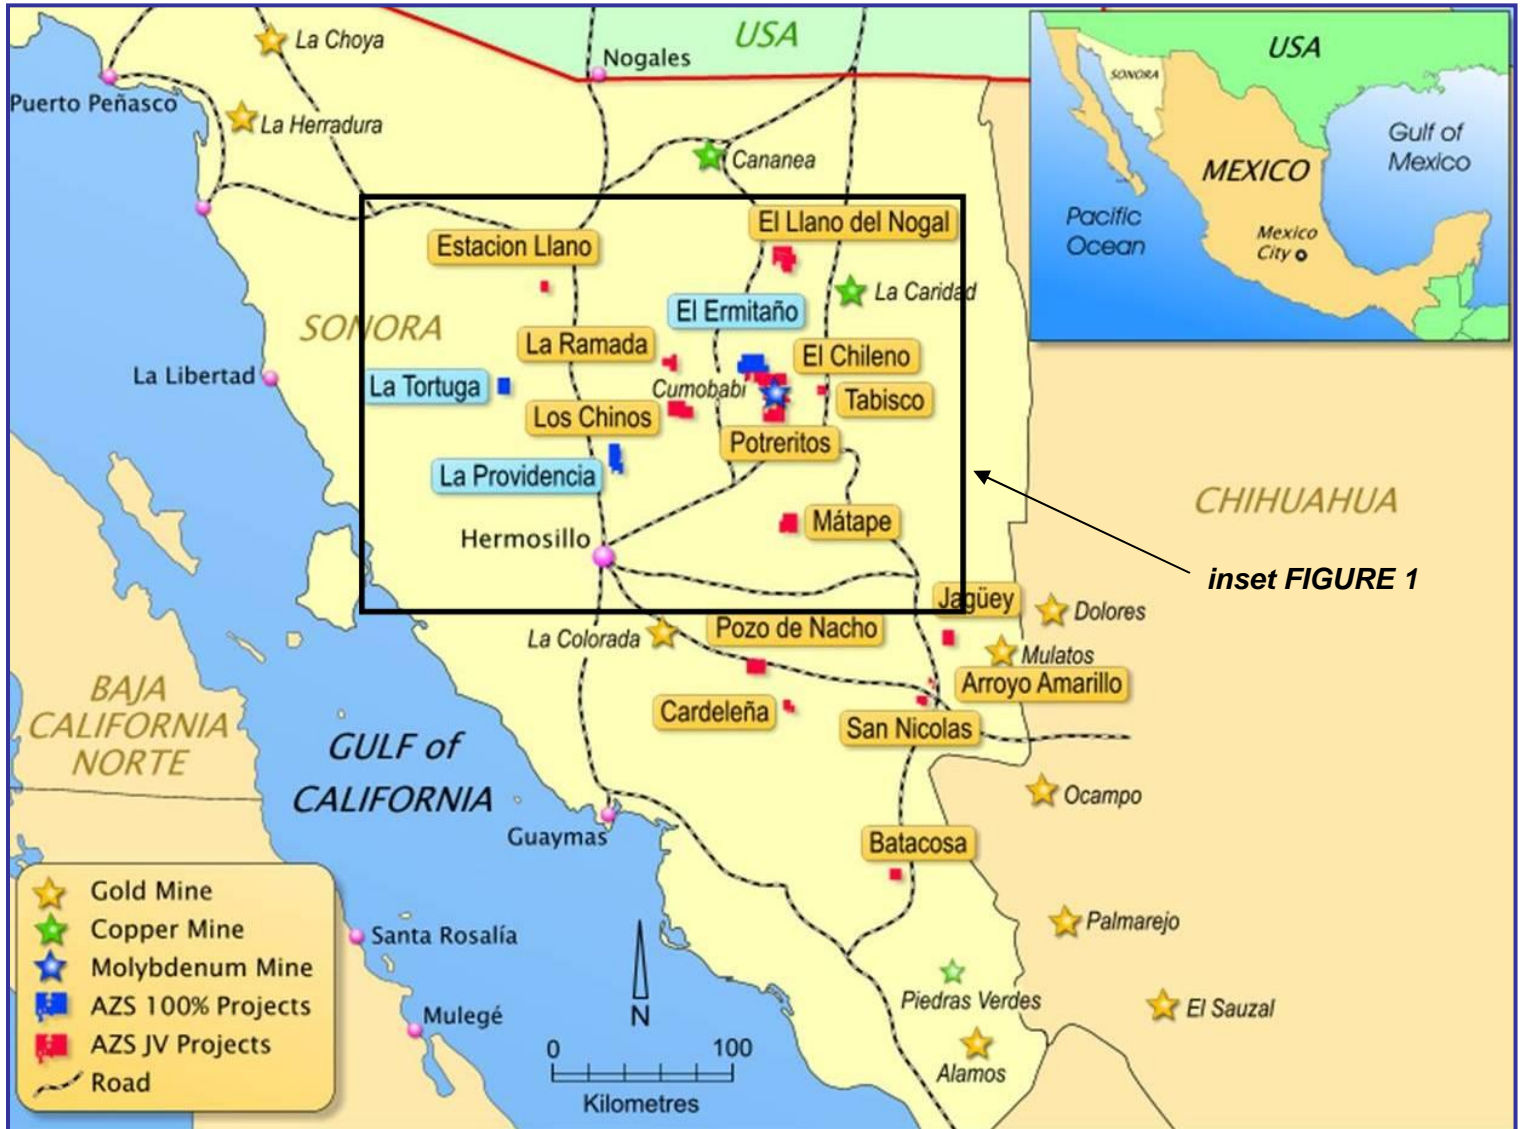 La Choya
USA
Nogales
Puerto Peñasco
La Herradura
Cananea
USA
SONORA
Gulf of
Mexico
MEXICO
Pacific
Ocean
Mexico
City
El Llano del Nogal
Estacion Llano
La Caridad
El Ermitaño
SONORA
La Ramada
El Chileno
La Libertad
La Tortuga
Cumobabi
Tabisco
Los Chinos
Potreritos
La Providencia
CHIHUAHUA
Mátape
Hermosillo
inset FIGURE 1
Jagüey
Dolores
La Colorada
Pozo de Nacho
Mulatos
Arroyo Amarillo
Cardeleña
San Nicolas
BAJA
CALIFORNIA
NORTE
GULF of
CALIFORNIA
Ocampo
Guaymas
Batacosa
Gold Mine
Copper Mine
Molybdenum Mine
AZS 100% Projects
AZS JV Projects
Road
Palmarejo
Santa Rosalía
Piedras Verdes
El Sauzal
Mulegé
N
0 100
Kilometres
Alamos